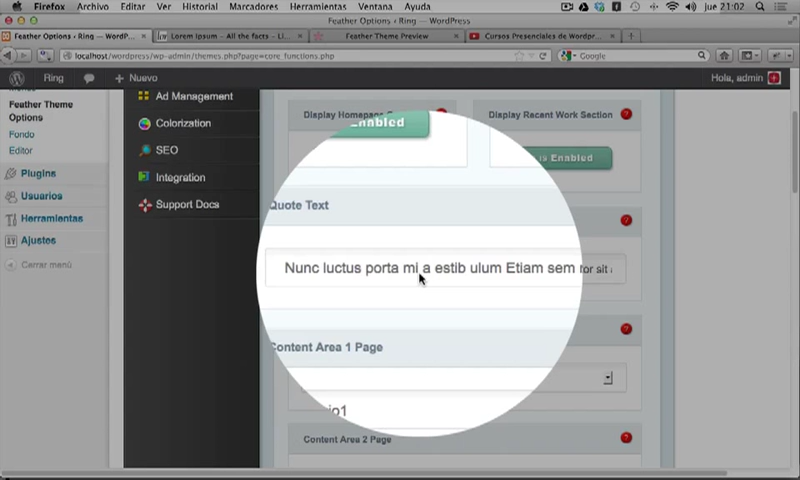 Firefox Archivo Editar Ver Historial Marcadores Herramientas Ventana Ayuda jue 21:02
Feather Options ‹ Ring — WordPress
Feather Options ‹ Ring — WordPress Lorem Ipsum - All the facts - L Feather Theme Preview Cursos Presenciales de Wordpr...
localhost/wordpress/wp-admin/themes.php?page=core_functions.php Google
Ring Nuevo Hola, admin
Feather Theme
Options
Fondo
Editor
Plugins
Usuarios
Herramientas
Ajustes
Cerrar menú
Ad Management
Colorization
SEO
Integration
Support Docs
Display Homepage
Display Recent Work Section
Enabled
is Enabled
Quote Text
Nunc luctus porta mi a estib ulum Etiam sem tor sit
Content Area 1 Page
io1
Content Area 2 Page